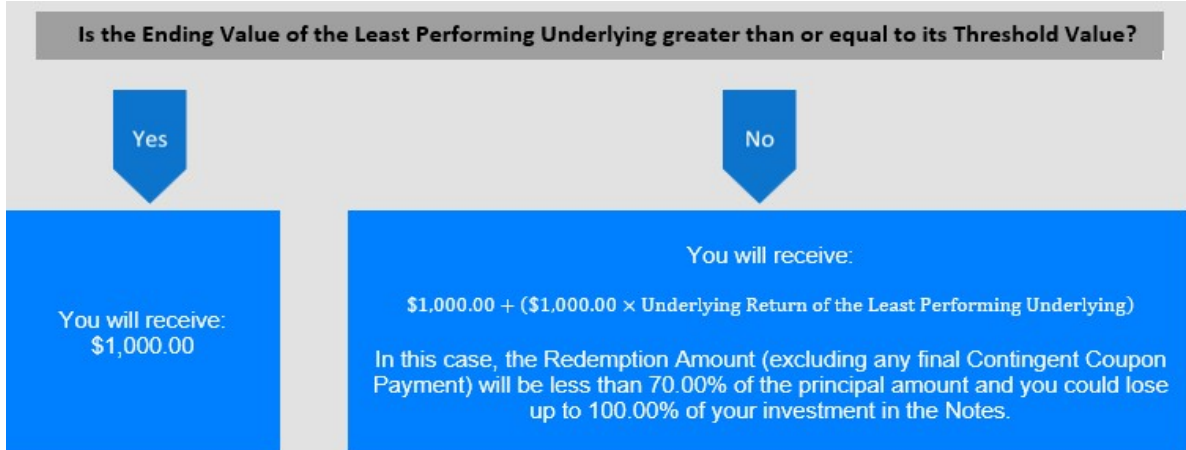 Is the Ending Value of the Least Performing Underlying greater than or equal to its Threshold Value?
Yes
No
You will receive:
$1,000.00
You will receive:
$1,000.00 + ($1,000.00 × Underlying Return of the Least Performing Underlying)
In this case, the Redemption Amount (excluding any final Contingent Coupon
Payment) will be less than 70.00% of the principal amount and you could lose
up to 100.00% of your investment in the Notes.